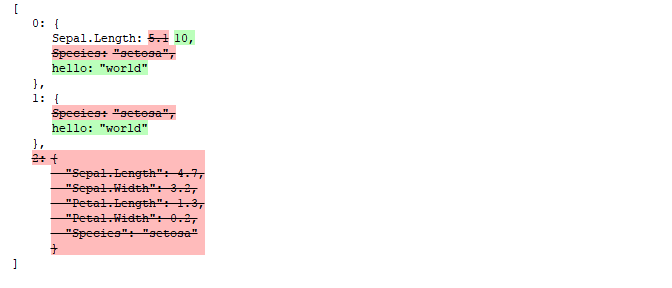 [
0: {
Sepal.Length: 5.1 10,
Species: "setosa",
hello: "world"
},
1: {
Species: "setosa",
hello: "world"
},
2: {
"Sepal.Length": 4.7,
"Sepal.Width": 3.2,
"Petal.Length": 1.3,
"Petal.Width": 0.2,
"Species": "setosa"
}
]